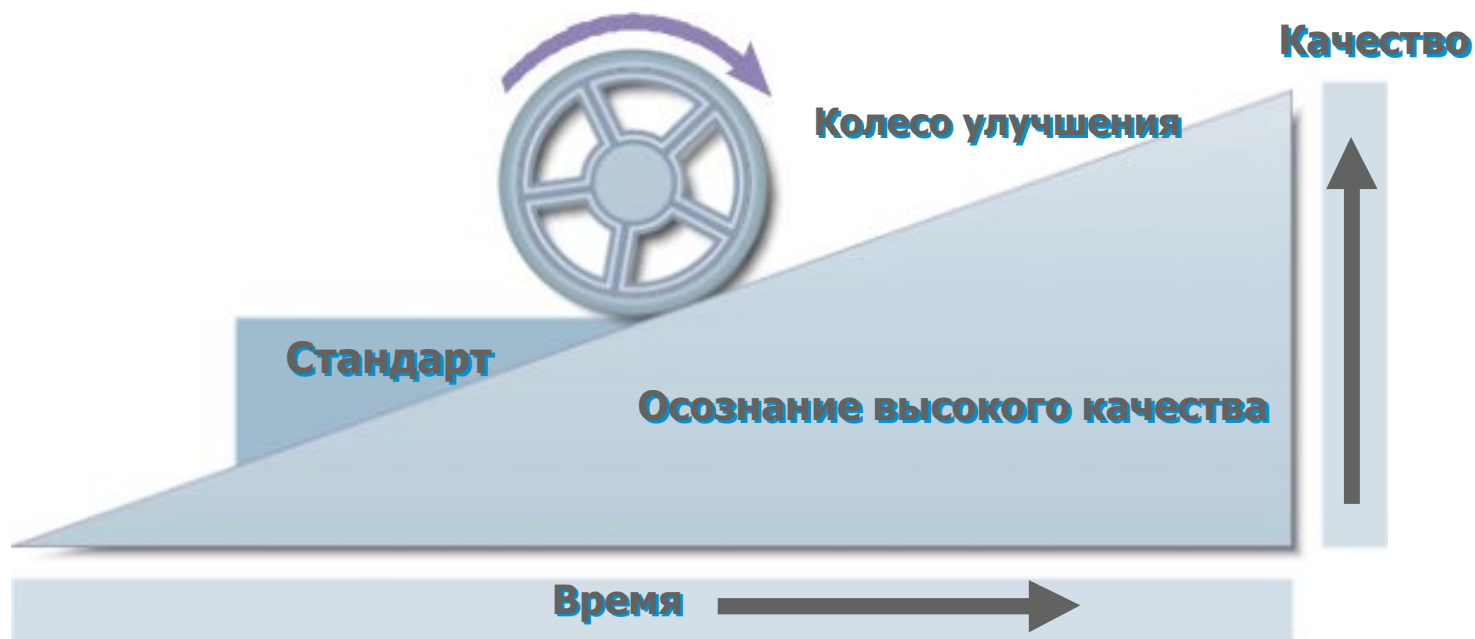 Качество
Колесо улучшения
Стандарт
Осознание высокого качества
Время